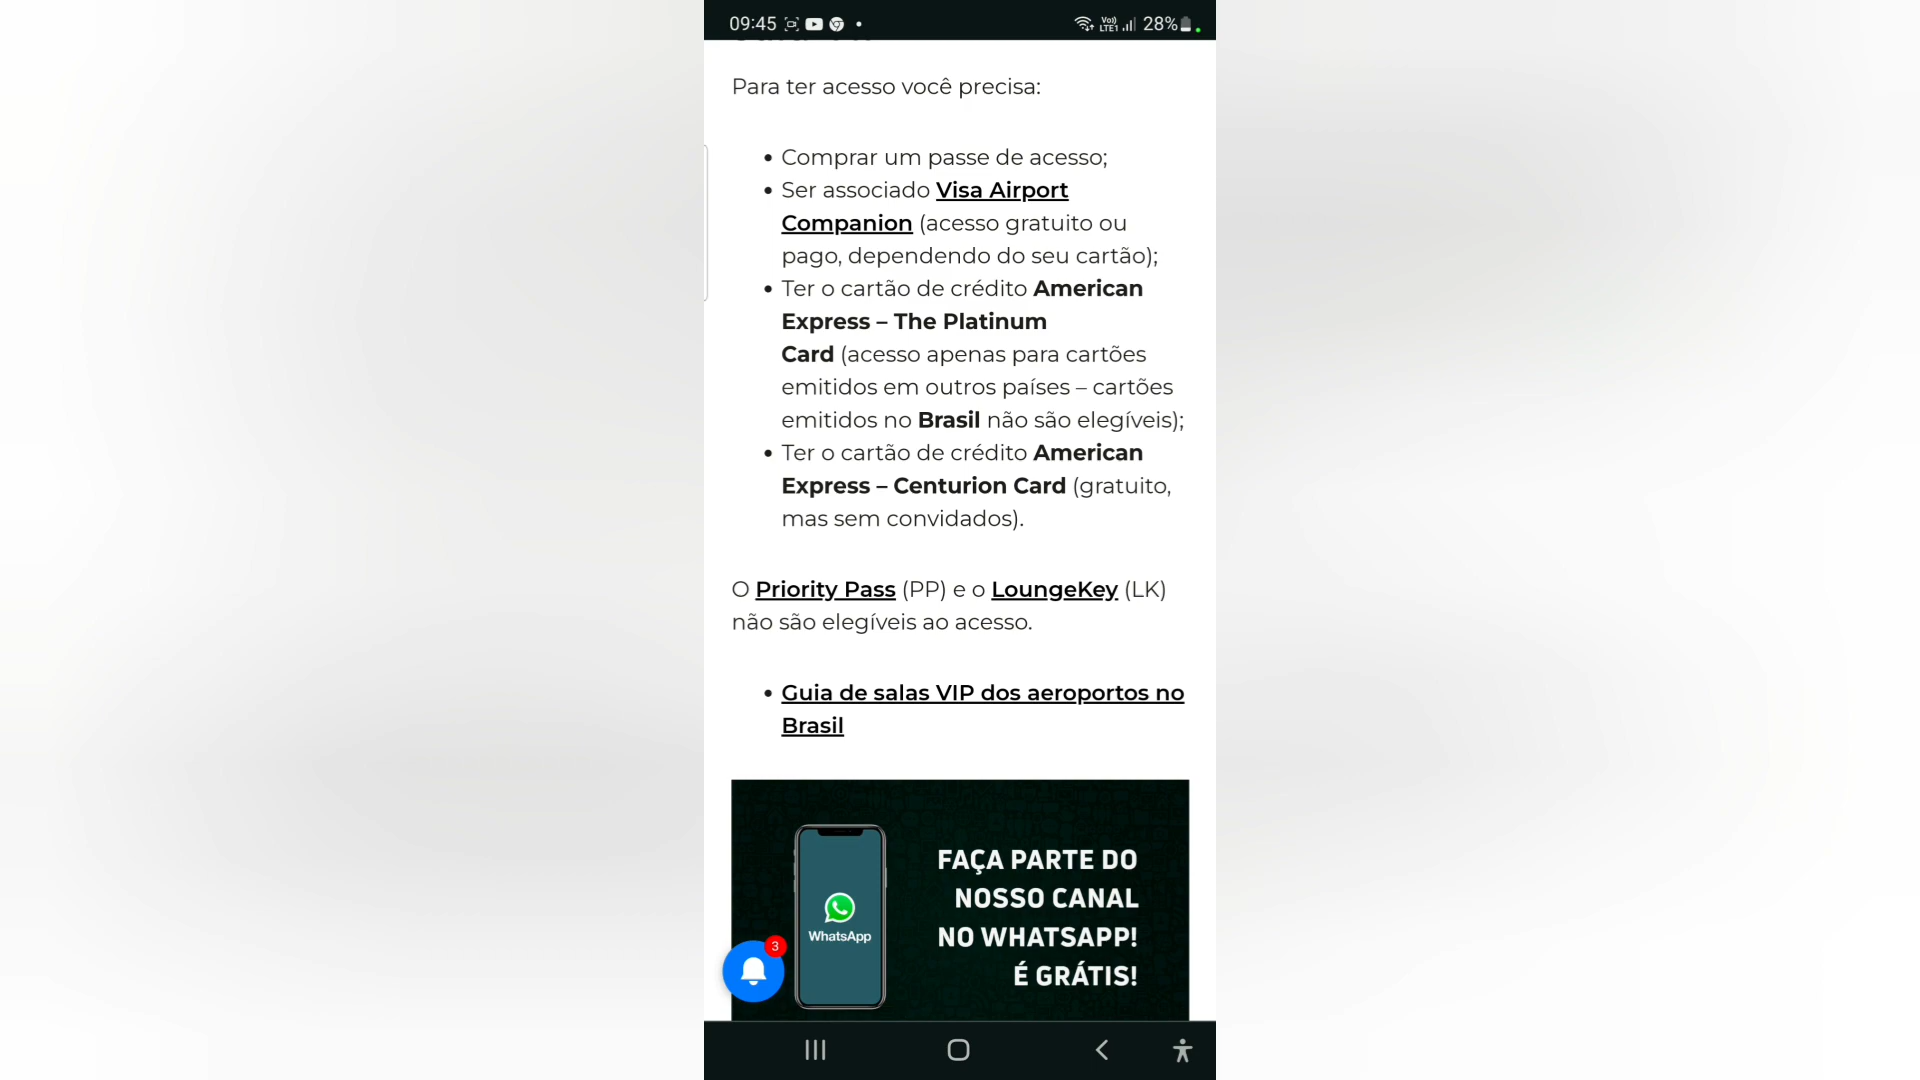 09:45
28%
Para ter acesso você precisa:
• Comprar um passe de acesso;
• Ser associado Visa Airport
Companion (acesso gratuito ou
pago, dependendo do seu cartão);
• Ter o cartão de crédito American
Express – The Platinum
Card (acesso apenas para cartões
emitidos em outros países – cartões
emitidos no Brasil não são elegíveis);
• Ter o cartão de crédito American
Express – Centurion Card (gratuito,
mas sem convidados).
O Priority Pass (PP) e o LoungeKey (LK)
não são elegíveis ao acesso.
• Guia de salas VIP dos aeroportos no
Brasil
WhatsApp
FAÇA PARTE DO
NOSSO CANAL
NO WHATSAPP!
É GRÁTIS!
3